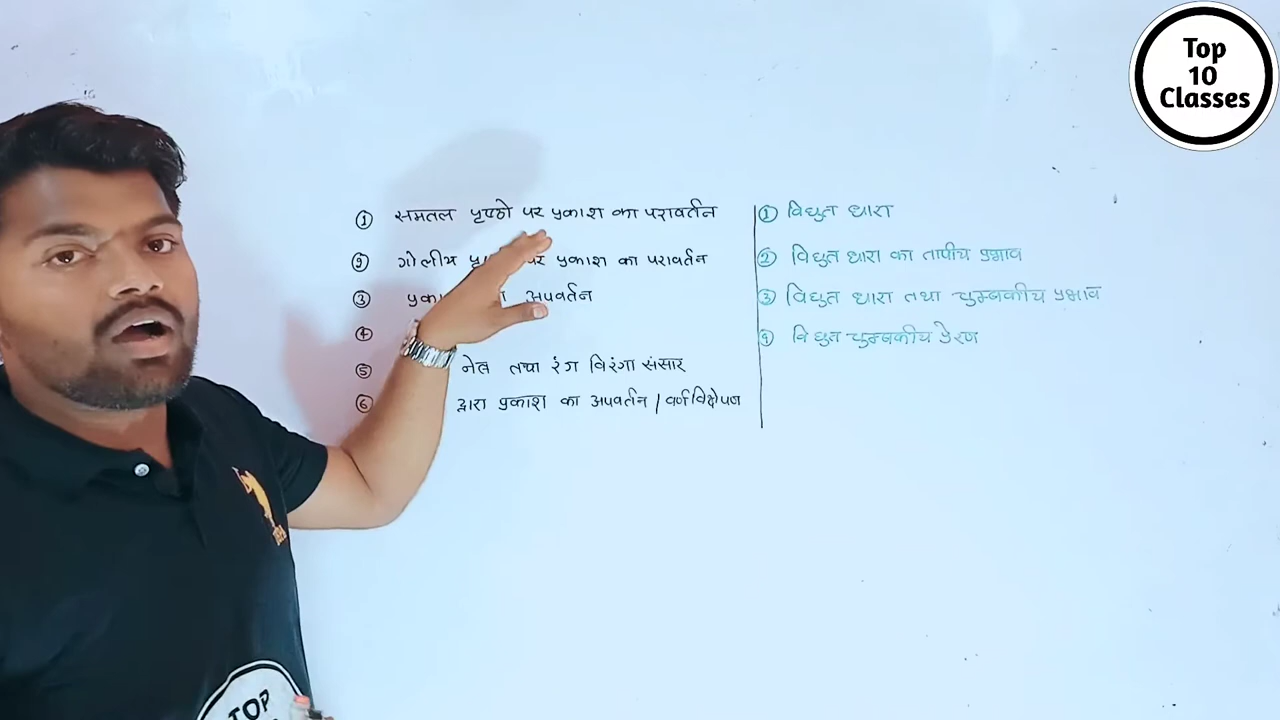 Top
10
Classes
① समतल पृष्ठो पर प्रकाश का परावर्तन
② गोलीय पर प्रकाश का परावर्तन
③ अपवर्तन
④
⑤ नेत्र तथा रंग विरंगा संसार
⑥ द्वारा प्रकाश का अपवर्तन / वर्ण विक्षेपण
① विधुत धारा
② विधुत धारा का तापीय प्रभाव
③ विधुत धारा तथा चुम्बकीय प्रभाव
④ विधुत चुम्बकीय प्रेरण
TOP